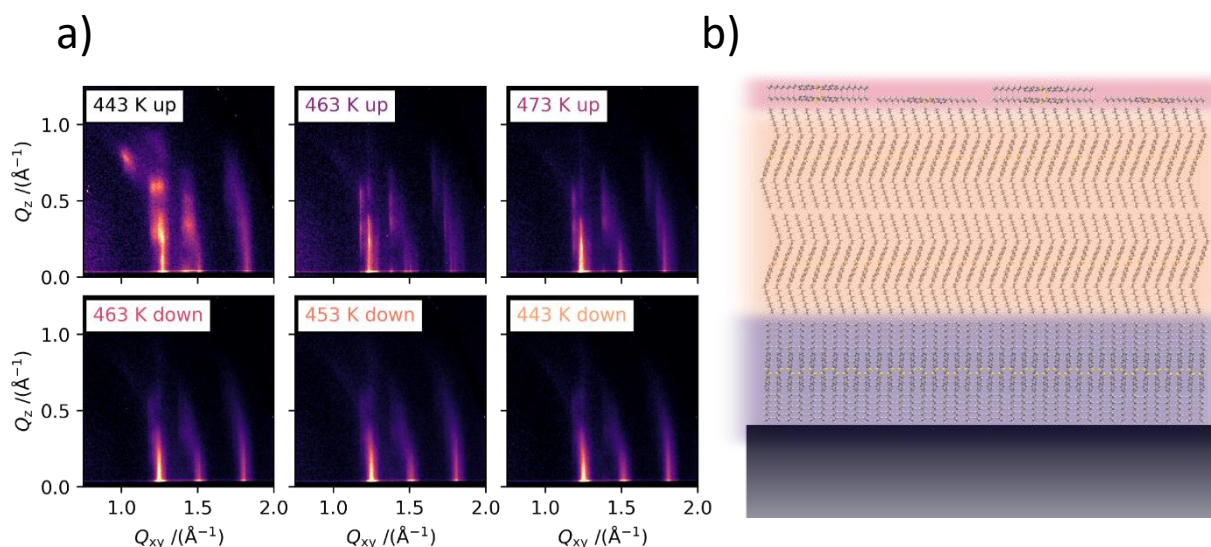 a)
b)
443 K up
463 K up
473 K up
1.0
0.5
0.0
Q_z /(Å⁻¹)
463 K down
453 K down
443 K down
1.0
0.5
0.0
Q_z /(Å⁻¹)
1.0 1.5 2.0
1.0 1.5 2.0
1.0 1.5 2.0
Q_xy /(Å⁻¹)
Q_xy /(Å⁻¹)
Q_xy /(Å⁻¹)